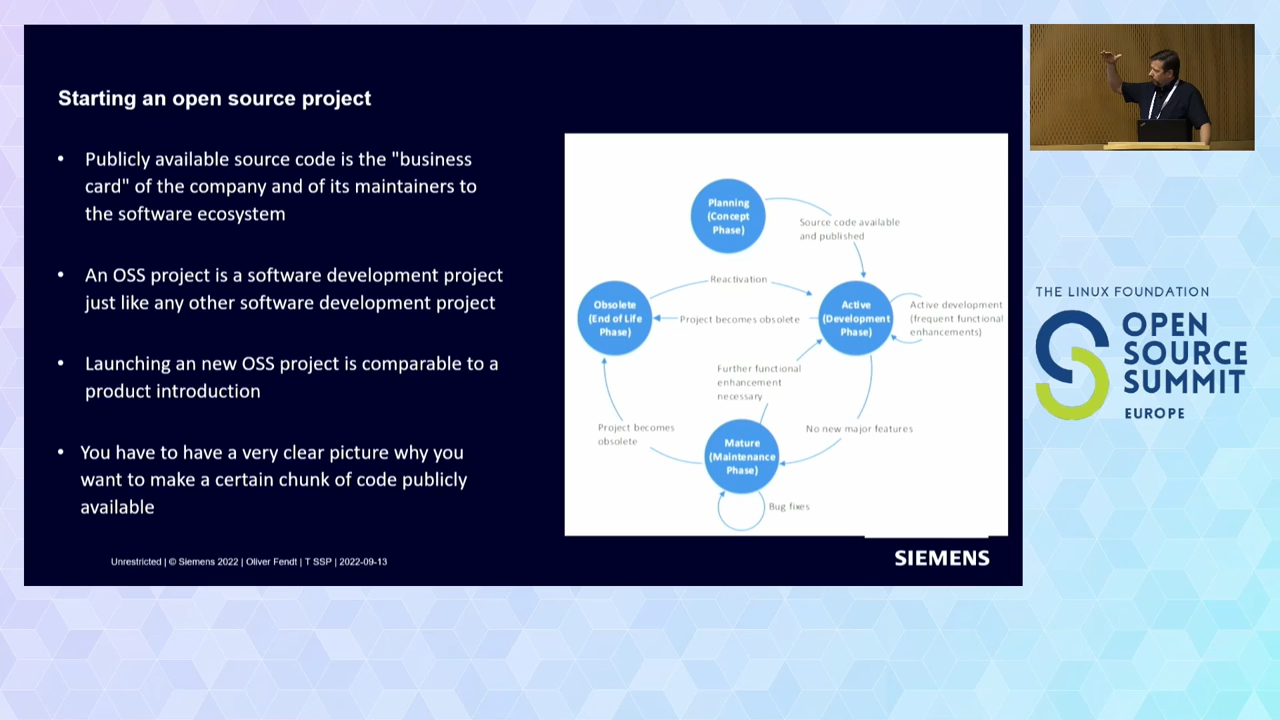 Starting an open source project
• Publicly available source code is the "business
card" of the company and of its maintainers to
the software ecosystem
• An OSS project is a software development project
just like any other software development project
• Launching an new OSS project is comparable to a
product introduction
• You have to have a very clear picture why you
want to make a certain chunk of code publicly
available
Planning
(Concept
Phase)
Source code available
and published
Reactivation
Obsolete
(End of Life
Phase)
Project becomes obsolete
Active
(Development
Phase)
Active development
(frequent functional
enhancements)
Further functional
enhancement
necessary
Project becomes
obsolete
No new major features
Mature
(Maintenance
Phase)
Bug fixes
Unrestricted | © Siemens 2022 | Oliver Fendt | T SSP | 2022-09-13
SIEMENS
THE LINUX FOUNDATION
OPEN
SOURCE
SUMMIT
EUROPE